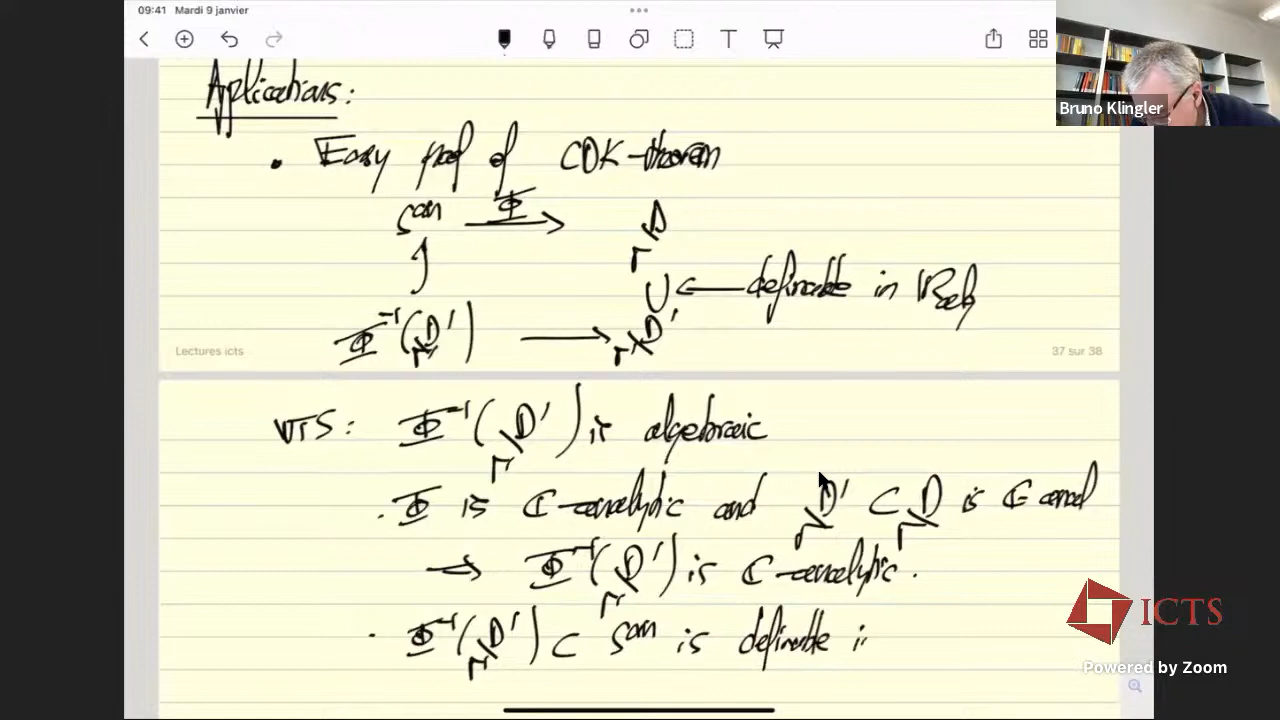 09:41 Mardi 9 janvier
Bruno Klingler
Applications:
• Easy proof of CDK-theorem
S^an —Φ→ Γ\D
∪ ← definable in R_alg
Φ^-1(Γ\D') → Γ\D'
Lectures icts
37 sur 38
WTS: Φ^-1(Γ\D') is algebraic
. Φ is C-analytic and Γ\D' ⊂ Γ\D is C-anal
⇒ Φ^-1(Γ\D') is C-analytic.
. Φ^-1(Γ\D') ⊂ S^an is definable i
ICTS
Powered by Zoom